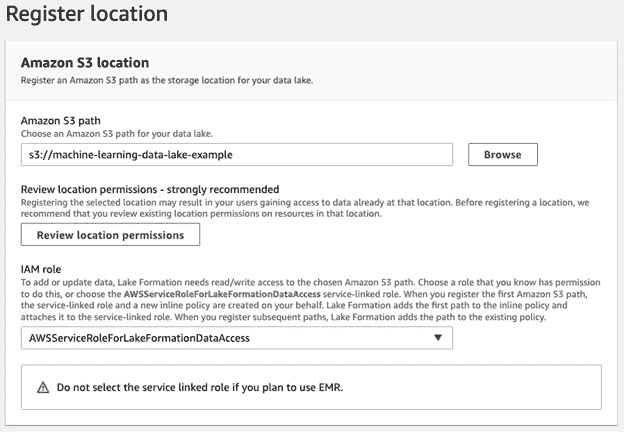 Register location
Amazon S3 location
Register an Amazon S3 path as the storage location for your data lake.
Amazon S3 path
Choose an Amazon S3 path for your data lake.
s3://machine-learning-data-lake-example
Browse
Review location permissions - strongly recommended
Registering the selected location may result in your users gaining access to data already at that location. Before registering a location, we
recommend that you review existing location permissions on resources in that location.
Review location permissions
IAM role
To add or update data, Lake Formation needs read/write access to the chosen Amazon S3 path. Choose a role that you know has permission
to do this, or choose the AWSServiceRoleForLakeFormationDataAccess service-linked role. When you register the first Amazon S3 path,
the service-linked role and a new inline policy are created on your behalf. Lake Formation adds the first path to the inline policy and
attaches it to the service-linked role. When you register subsequent paths, Lake Formation adds the path to the existing policy.
AWSServiceRoleForLakeFormationDataAccess
Do not select the service linked role if you plan to use EMR.